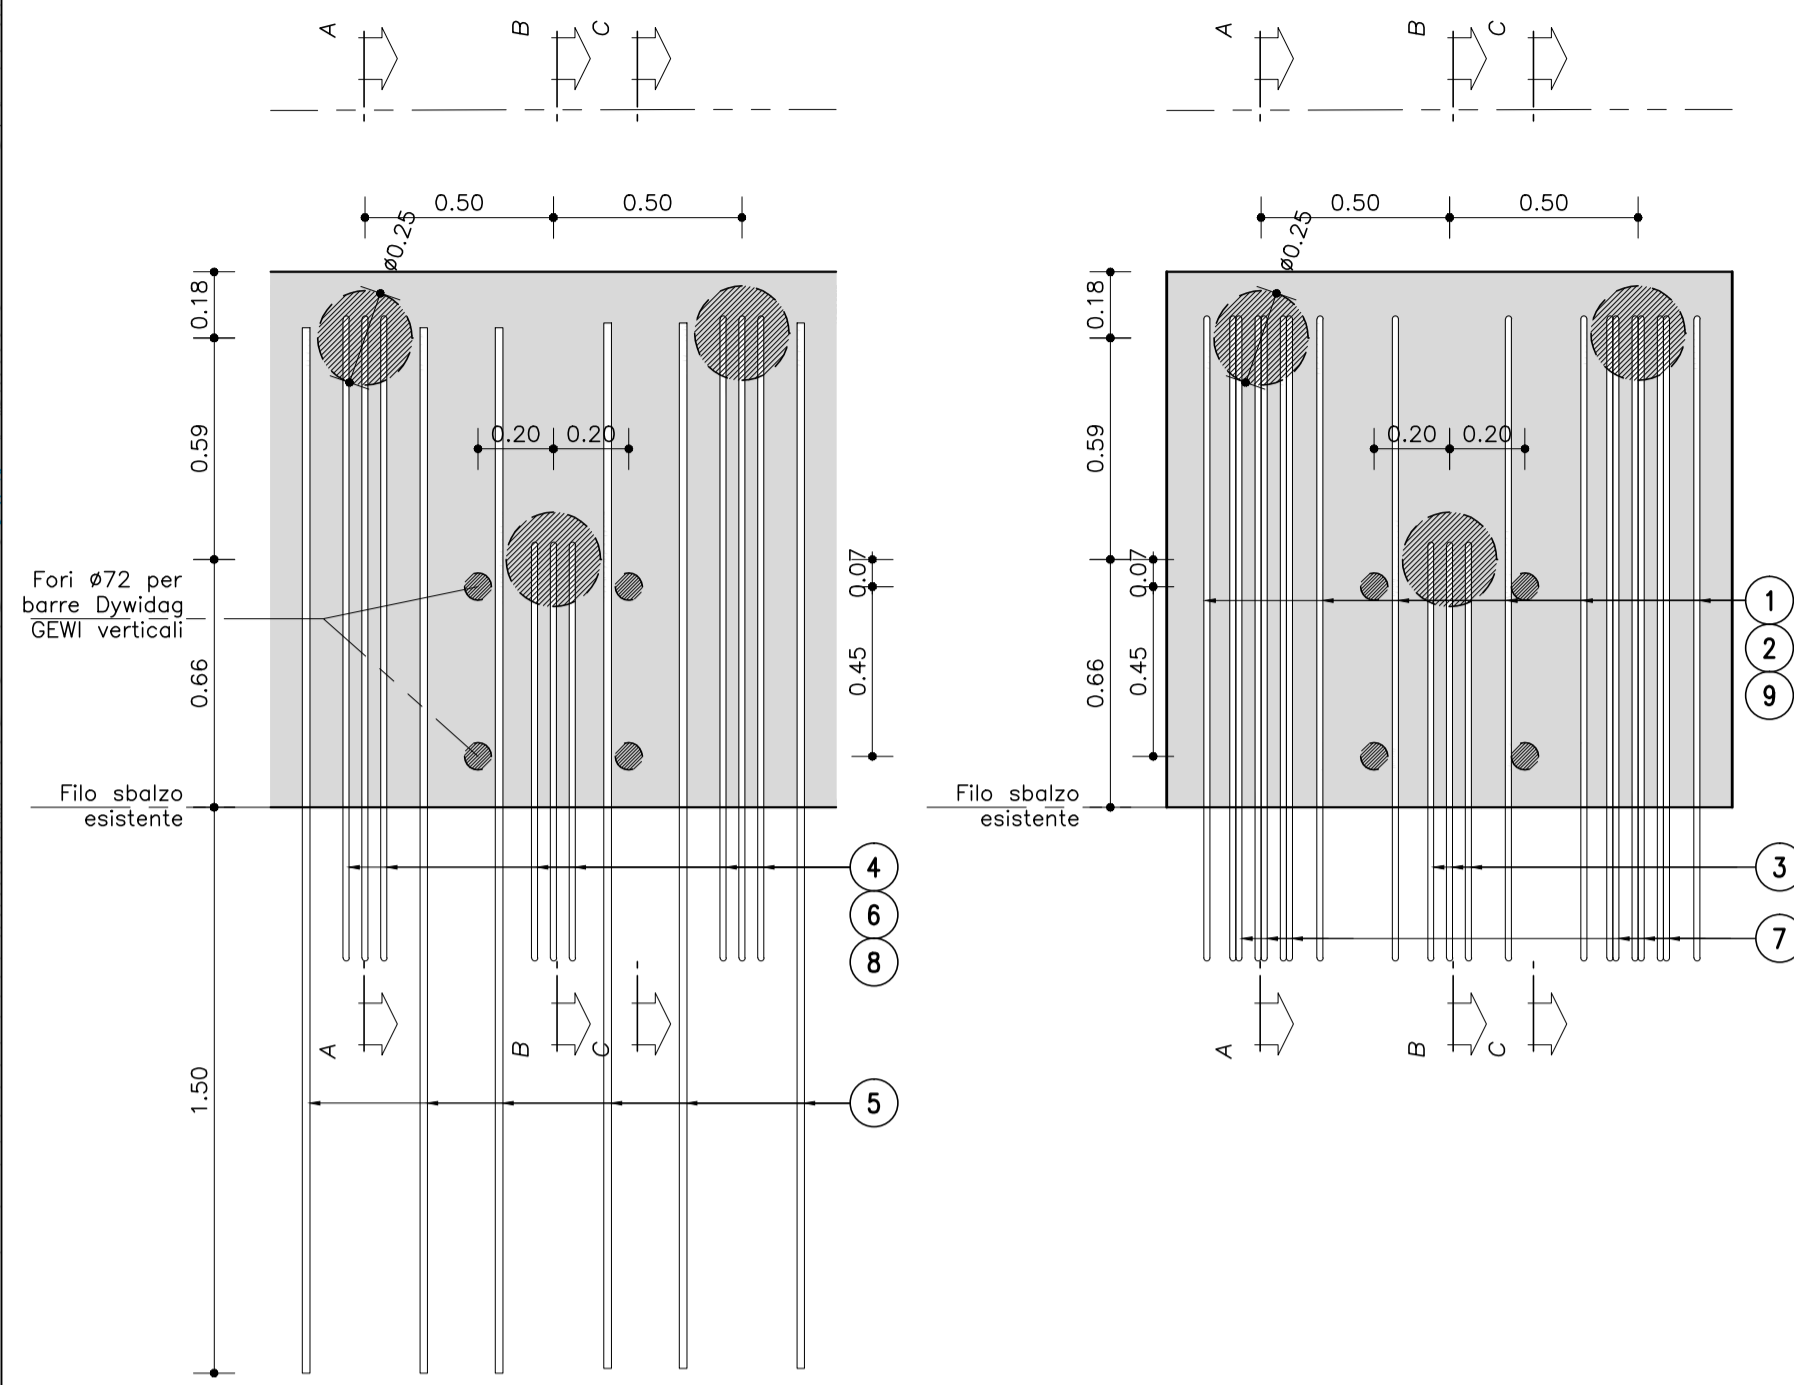 A
B
C
A
B
C
0.50
0.50
0.50
0.50
ø0.25
ø0.25
0.18
0.18
0.59
0.59
0.20
0.20
0.20
0.20
Fori ø72 per
barre Dywidag
GEWI verticali
0.07
0.07
1
2
9
0.66
0.45
0.66
0.45
Filo sbalzo
esistente
Filo sbalzo
esistente
4
6
8
3
7
A
B
C
A
B
C
1.50
5